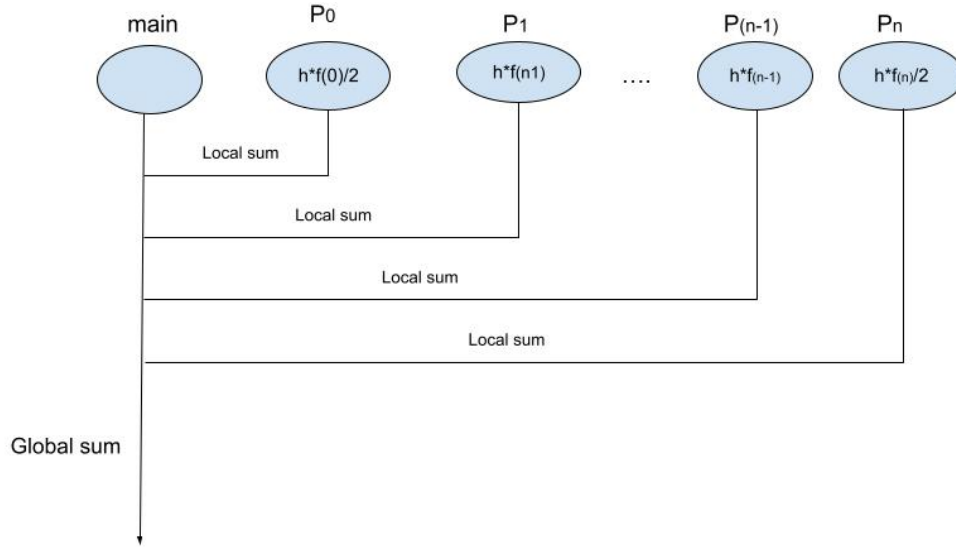 main P0 P1 P(n-1) Pn
h*f(0)/2 h*f(n1) .... h*f(n-1) h*f(n)/2
Local sum
Local sum
Local sum
Local sum
Global sum